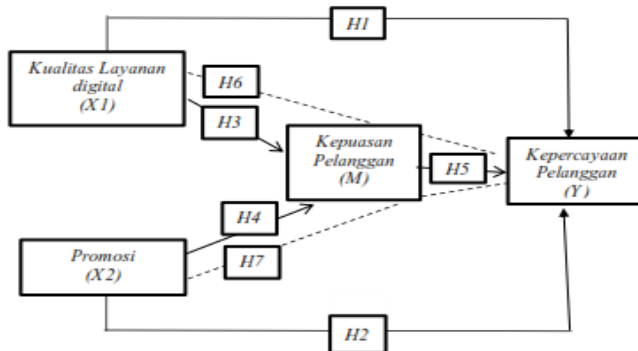 H1
Kualitas Layanan
digital
(X1)
H6
H3
Kepuasan
Pelanggan
(M)
H5
Kepercayaan
Pelanggan
(Y)
H4
Promosi
(X2)
H7
H2